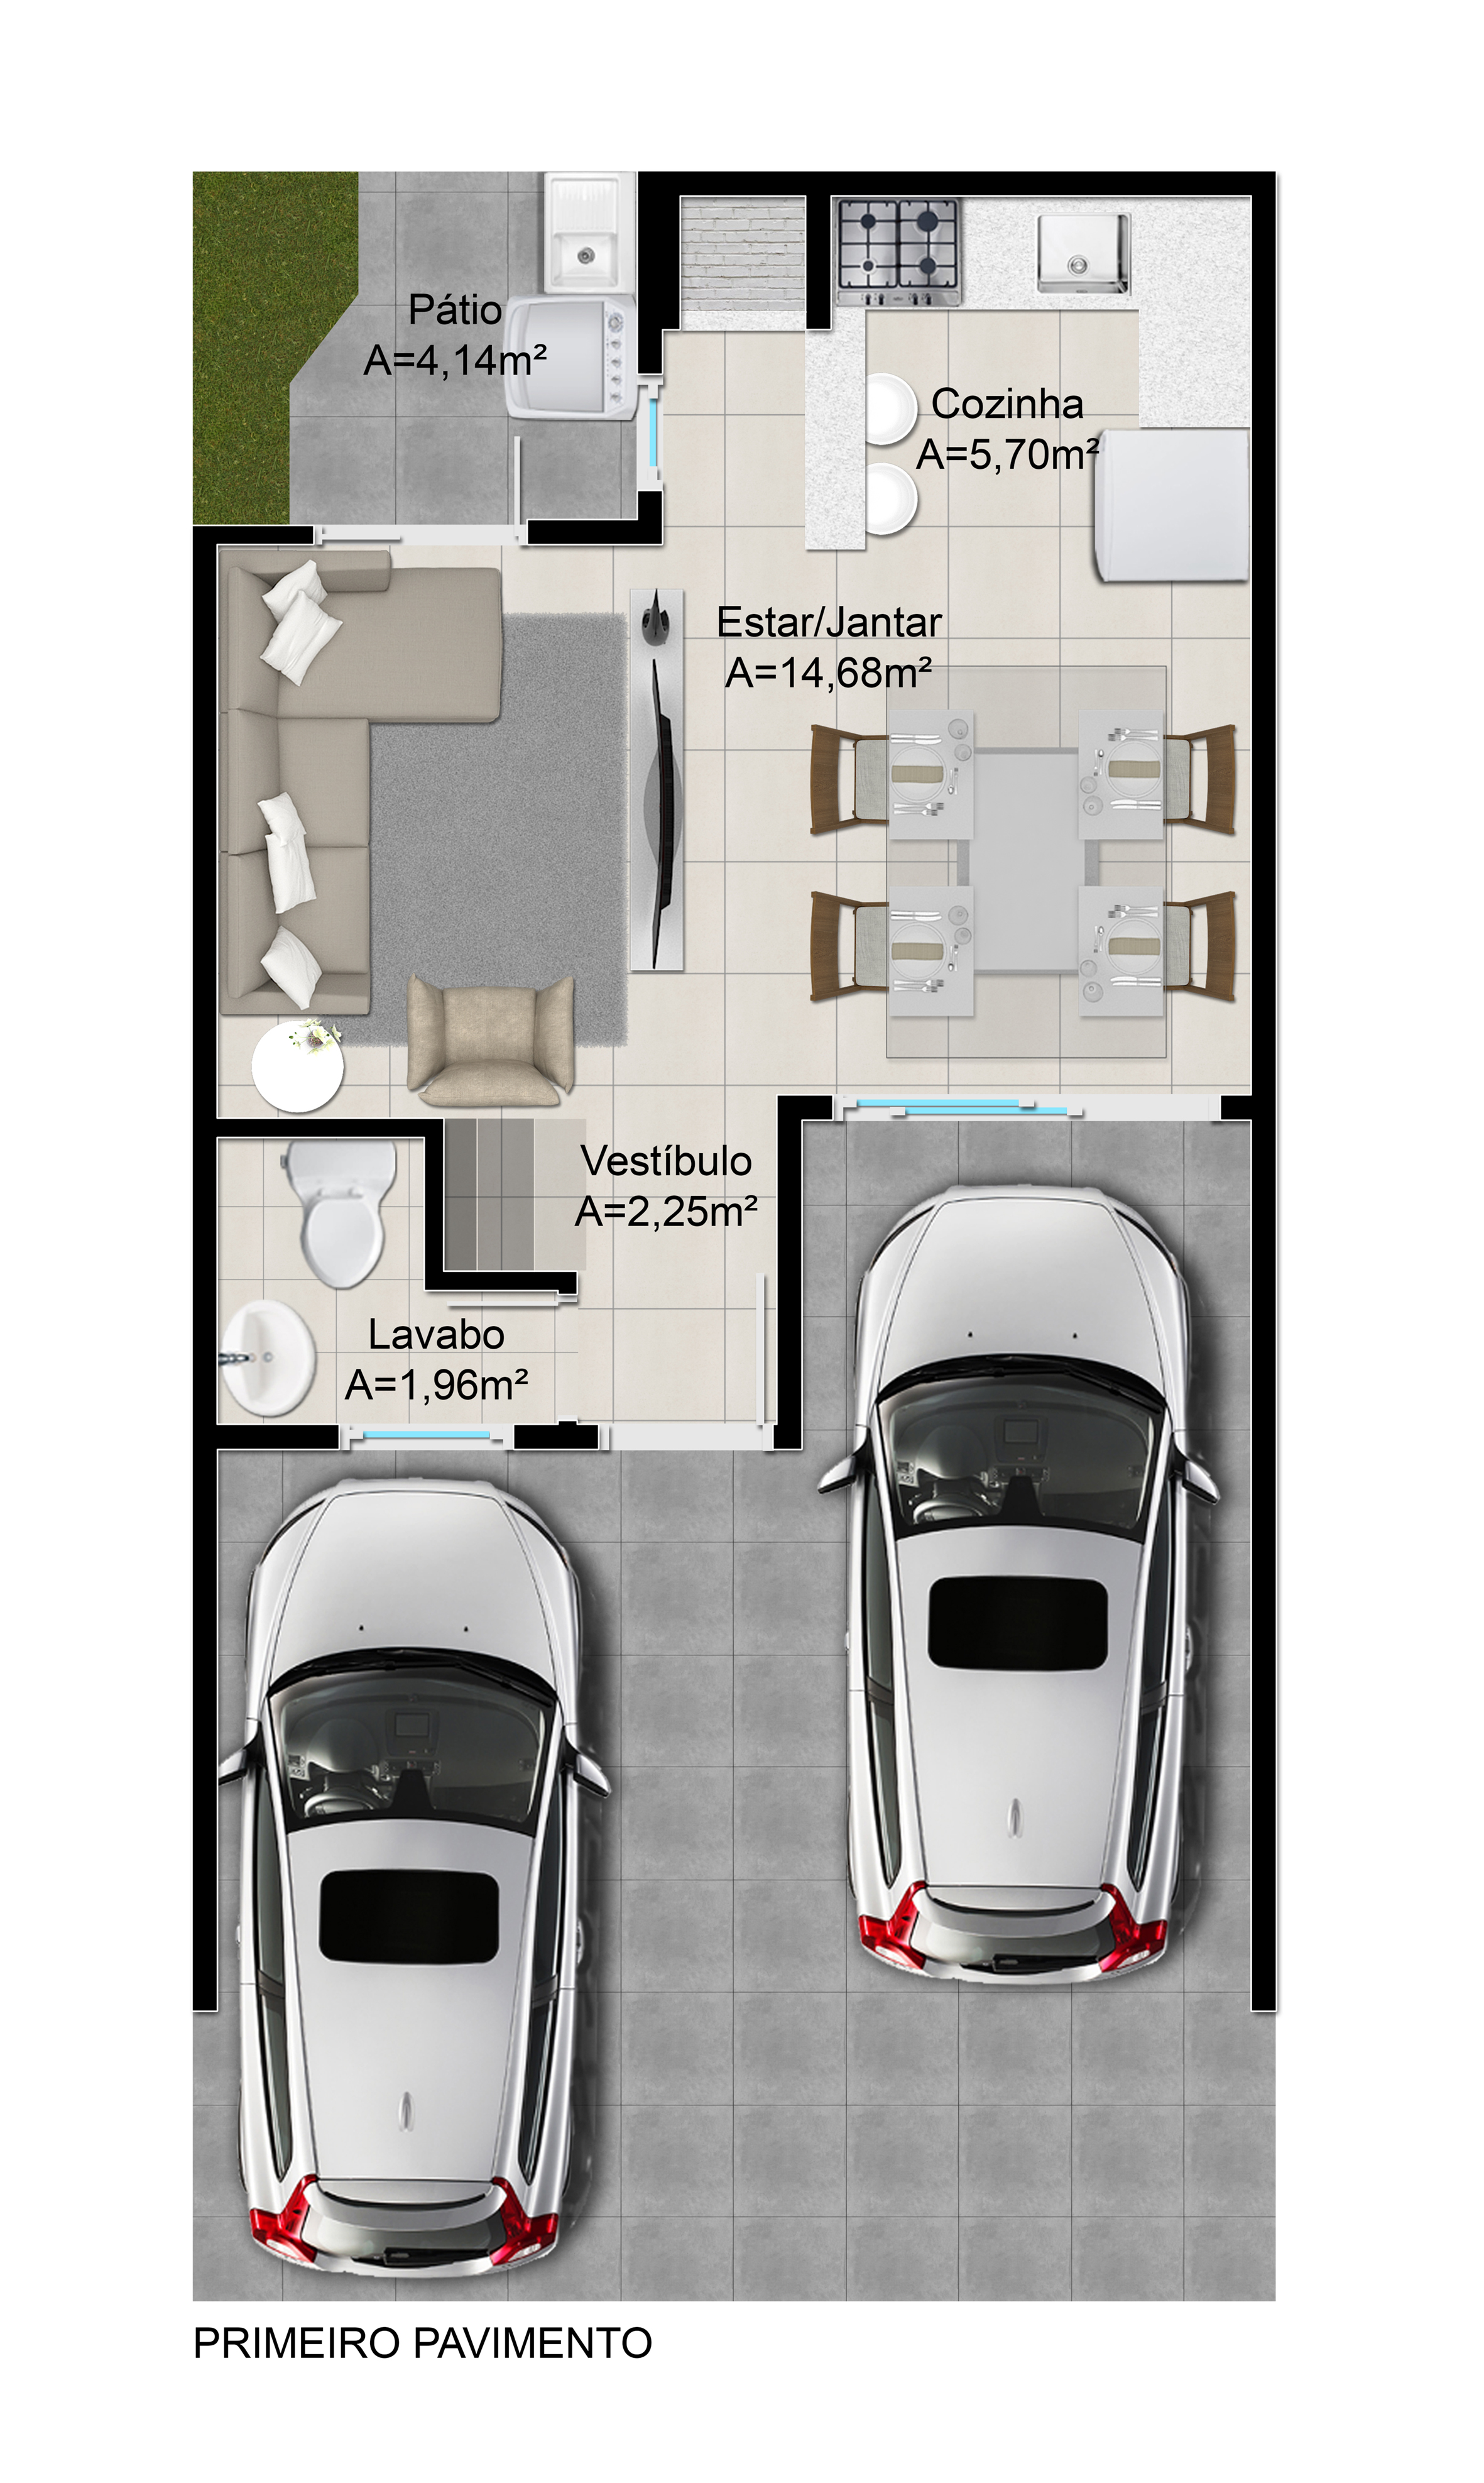 Pátio
A=4,14m²
Cozinha
A=5,70m²
Estar/Jantar
A=14,68m²
Vestíbulo
A=2,25m²
Lavabo
A=1,96m²
PRIMEIRO PAVIMENTO